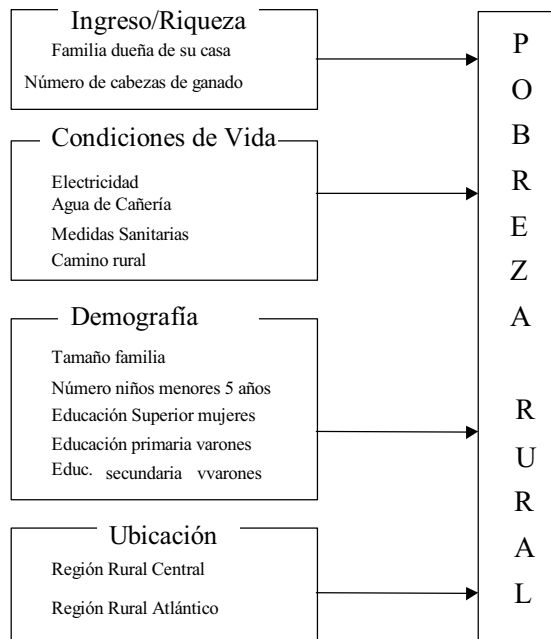 Ingreso/Riqueza
Familia dueña de su casa
Número de cabezas de ganado
Condiciones de Vida
Electricidad
Agua de Cañería
Medidas Sanitarias
Camino rural
Demografía
Tamaño familia
Número niños menores 5 años
Educación Superior mujeres
Educación primaria varones
Educ. secundaria vvarones
Ubicación
Región Rural Central
Región Rural Atlántico
POBREZA RURAL